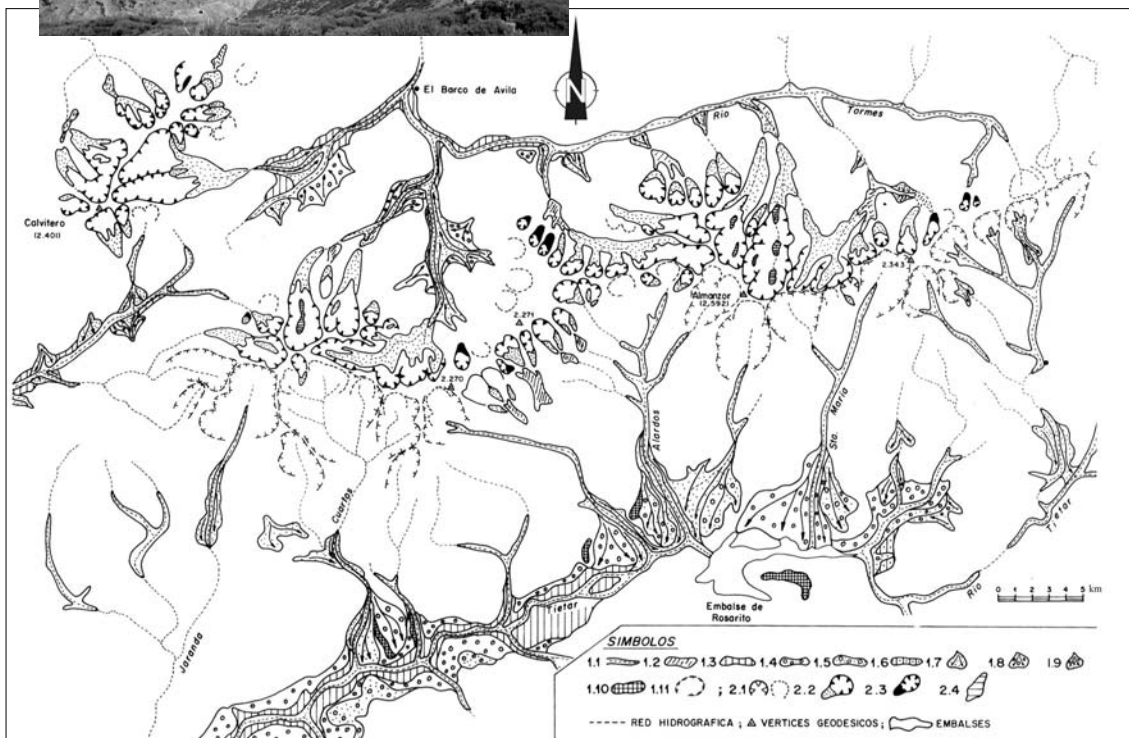 N
El Barco de Avila
Río Tormes
Calvitero
(2.401)
2.343
Almanzor
(2.592)
2.271
2.270
Alardos
Sta. María
Cuartos
Jaranda
Tietar
Río Tietar
Embalse de
Rosarito
0 1 2 3 4 5 km
SIMBOLOS
1.1 1.2 1.3 1.4 1.5 1.6 1.7 1.8 1.9
1.10 1.11 ; 2.1 2.2 2.3 2.4
RED HIDROGRAFICA ; VERTICES GEODESICOS ; EMBALSES